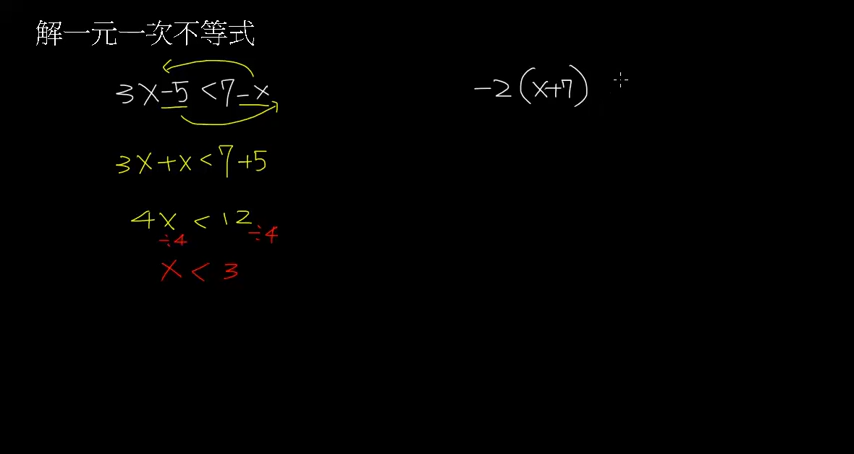 解一元一次不等式
3x-5<7-x
3x+x<7+5
4x<12
÷4 ÷4
x<3
-2(x+7)